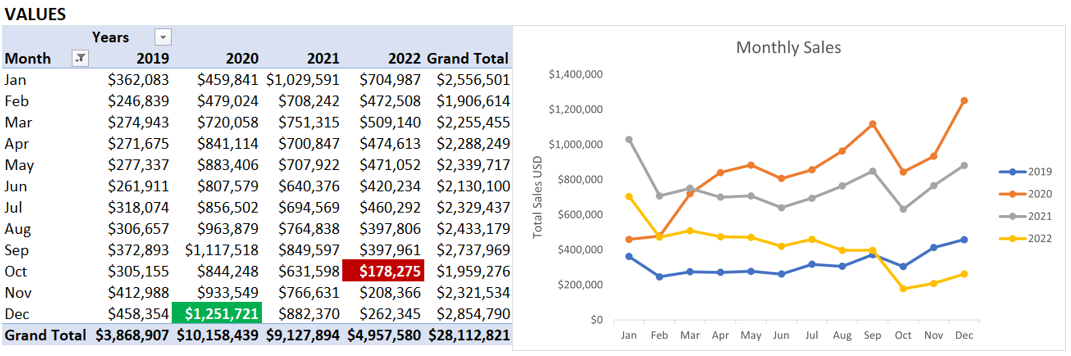 VALUES
Years
Month 2019 2020 2021 2022 Grand Total
Jan $362,083 $459,841 $1,029,591 $704,987 $2,556,501
Feb $246,839 $479,024 $708,242 $472,508 $1,906,614
Mar $274,943 $720,058 $751,315 $509,140 $2,255,455
Apr $271,675 $841,114 $700,847 $474,613 $2,288,249
May $277,337 $883,406 $707,922 $471,052 $2,339,717
Jun $261,911 $807,579 $640,376 $420,234 $2,130,100
Jul $318,074 $856,502 $694,569 $460,292 $2,329,437
Aug $306,657 $963,879 $764,838 $397,806 $2,433,179
Sep $372,893 $1,117,518 $849,597 $397,961 $2,737,969
Oct $305,155 $844,248 $631,598 $178,275 $1,959,276
Nov $412,988 $933,549 $766,631 $208,366 $2,321,534
Dec $458,354 $1,251,721 $882,370 $262,345 $2,854,790
Grand Total $3,868,907 $10,158,439 $9,127,894 $4,957,580 $28,112,821
Monthly Sales
Total Sales USD
$1,400,000
$1,200,000
$1,000,000
$800,000
$600,000
$400,000
$200,000
$0
Jan Feb Mar Apr May Jun Jul Aug Sep Oct Nov Dec
2019
2020
2021
2022